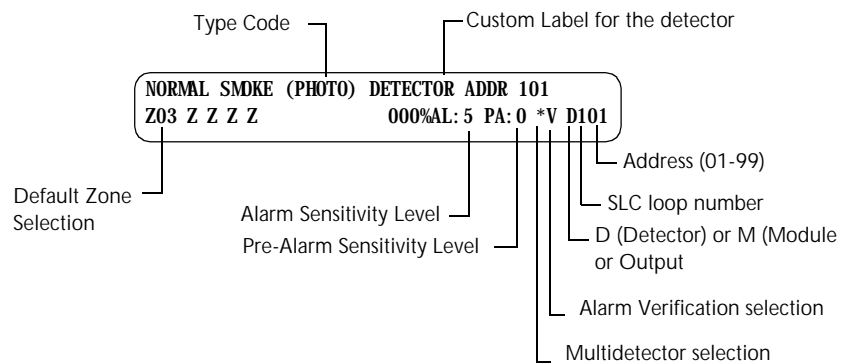 Type Code
Custom Label for the detector
NORMAL SMOKE (PHOTO) DETECTOR ADDR 101
Z03 Z Z Z Z 000%AL:5 PA:0 *V D101
Address (01-99)
Default Zone
Selection
SLC loop number
Alarm Sensitivity Level
D (Detector) or M (Module
or Output
Pre-Alarm Sensitivity Level
Alarm Verification selection
Multidetector selection